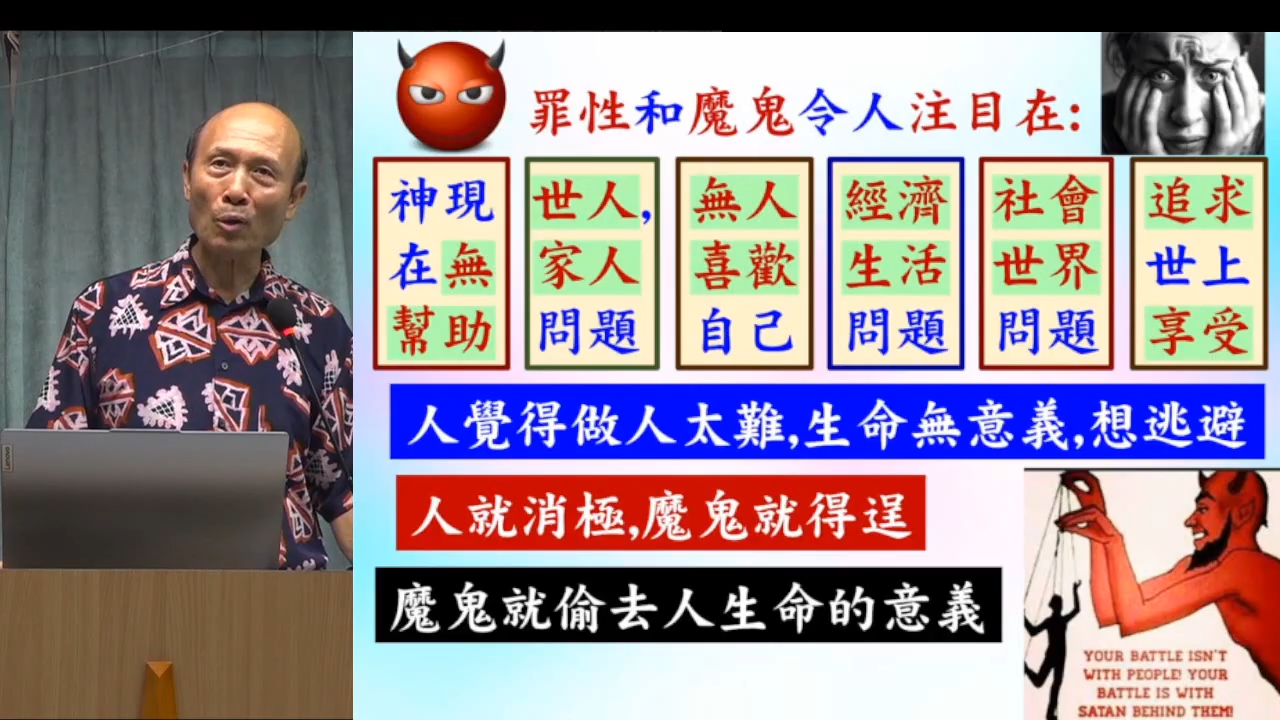 罪性和魔鬼令人注目在:
神現
在無
幫助
世人,
家人
問題
無人
喜歡
自己
經濟
生活
問題
社會
世界
問題
追求
世上
享受
人覺得做人太難,生命無意義,想逃避
人就消極,魔鬼就得逞
魔鬼就偷去人生命的意義
YOUR BATTLE ISN'T
WITH PEOPLE! YOUR
BATTLE IS WITH
SATAN BEHIND THEM!
Lenovo